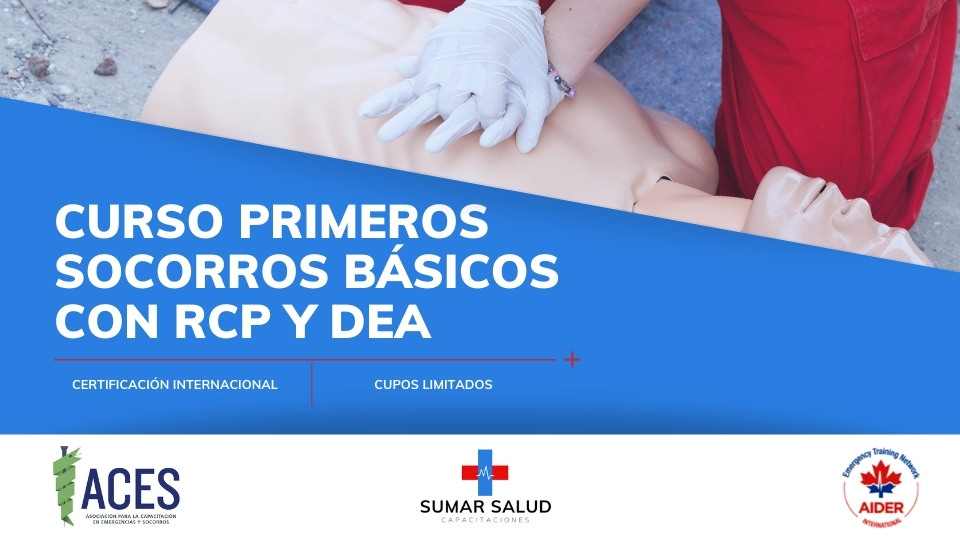 CURSO PRIMEROS
SOCORROS BÁSICOS
CON RCP Y DEA
CERTIFICACIÓN INTERNACIONAL
CUPOS LIMITADOS
ACES
ASOCIACIÓN PARA LA CAPACITACIÓN
EN EMERGENCIAS Y SOCORROS
SUMAR SALUD
CAPACITACIONES
Emergency Training Network
AIDER
INTERNATIONAL